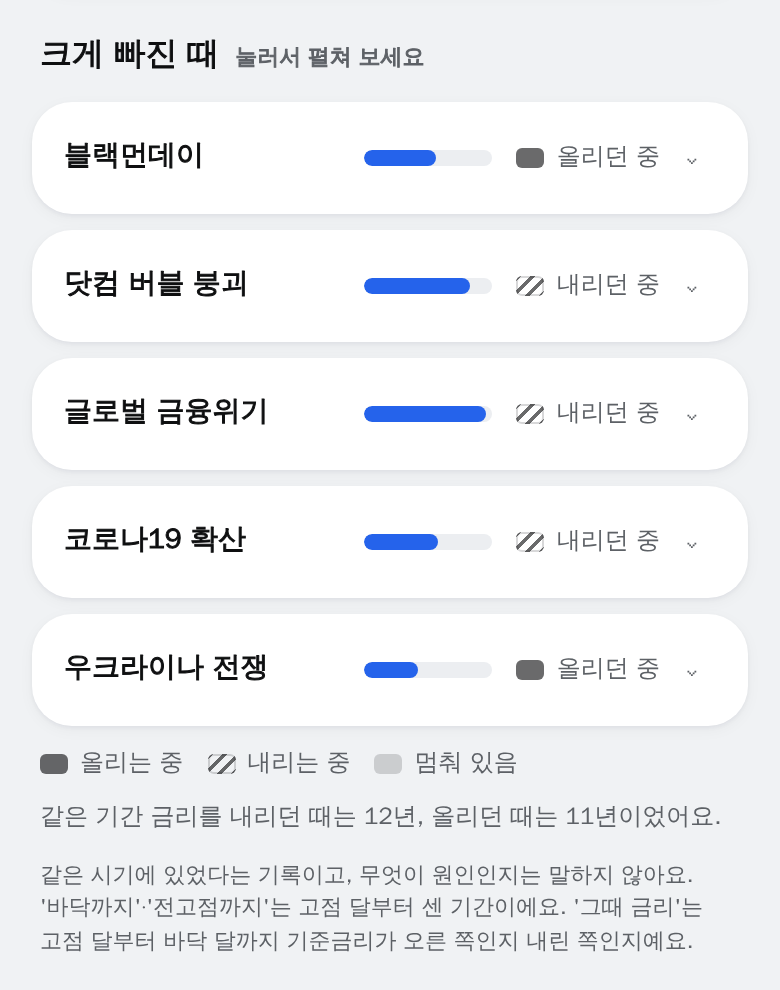 크게 빠진 때 눌러서 펼쳐 보세요
블랙먼데이 올리던 중
닷컴 버블 붕괴 내리던 중
글로벌 금융위기 내리던 중
코로나19 확산 내리던 중
우크라이나 전쟁 올리던 중
올리는 중 내리는 중 멈춰 있음
같은 기간 금리를 내리던 때는 12년, 올리던 때는 11년이었어요.
같은 시기에 있었다는 기록이고, 무엇이 원인인지는 말하지 않아요.
'바닥까지'·'전고점까지'는 고점 달부터 센 기간이에요. '그때 금리'는
고점 달부터 바닥 달까지 기준금리가 오른 쪽인지 내린 쪽인지예요.